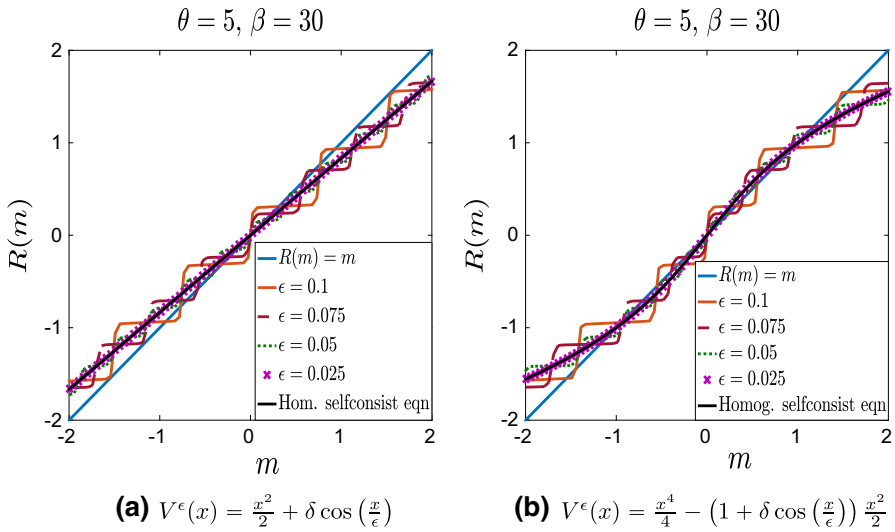 θ = 5, β = 30
R(m)
2
1
0
-1
-2
-2
-1
0
1
2
m
R(m) = m
ϵ = 0.1
ϵ = 0.075
ϵ = 0.05
ϵ = 0.025
Hom. selfconsist eqn
(a) V^ϵ(x) = x²/2 + δ cos (x/ϵ)
θ = 5, β = 30
R(m)
2
1
0
-1
-2
-2
-1
0
1
2
m
R(m) = m
ϵ = 0.1
ϵ = 0.075
ϵ = 0.05
ϵ = 0.025
Homog. selfconsist eqn
(b) V^ϵ(x) = x⁴/4 − (1 + δ cos (x/ϵ)) x²/2